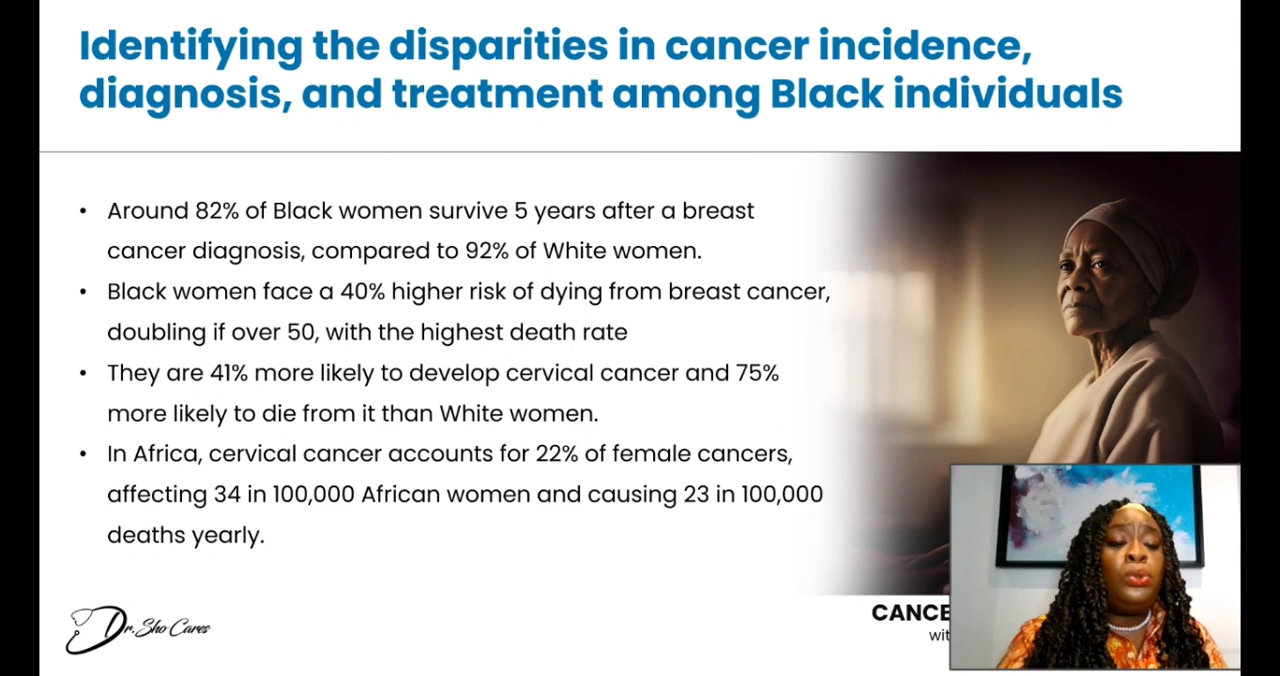 Identifying the disparities in cancer incidence,
diagnosis, and treatment among Black individuals
• Around 82% of Black women survive 5 years after a breast
cancer diagnosis, compared to 92% of White women.
• Black women face a 40% higher risk of dying from breast cancer,
doubling if over 50, with the highest death rate
• They are 41% more likely to develop cervical cancer and 75%
more likely to die from it than White women.
• In Africa, cervical cancer accounts for 22% of female cancers,
affecting 34 in 100,000 African women and causing 23 in 100,000
deaths yearly.
Dr. Sho Cares
CANCE
wit